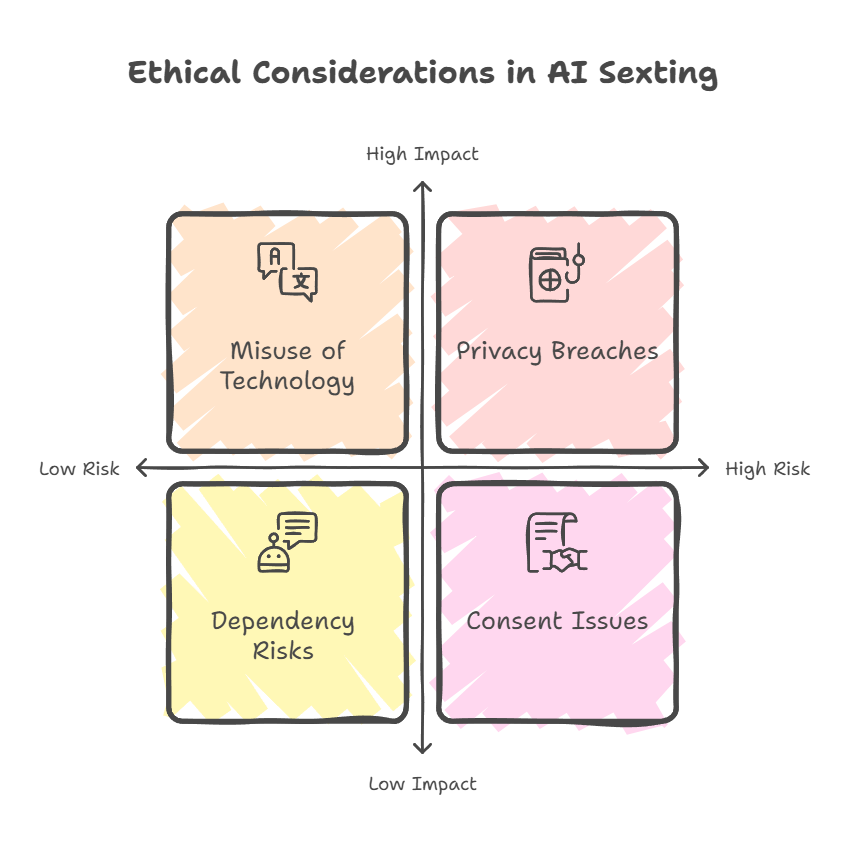 Ethical Considerations in AI Sexting
High Impact
A
文
Misuse of
Technology
Privacy Breaches
Low Risk
High Risk
Dependency
Risks
Consent Issues
Low Impact